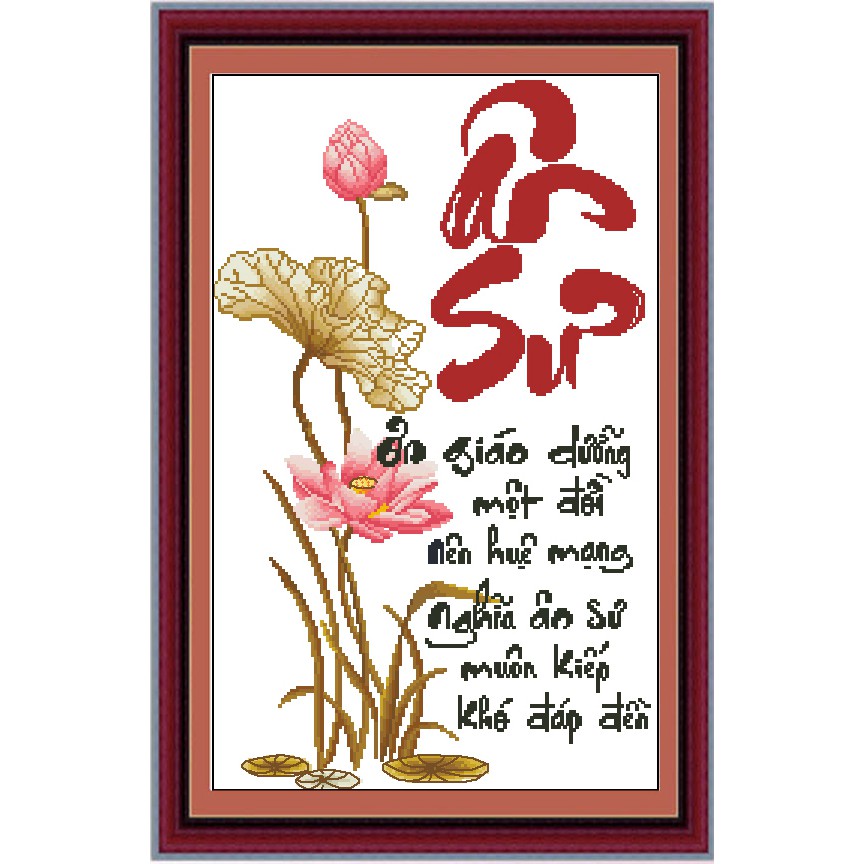 Ân
Sư
Ơn giáo dưỡng
một đời
nên huệ mạng
Nghĩa ân sư
muôn kiếp
khó đáp đền